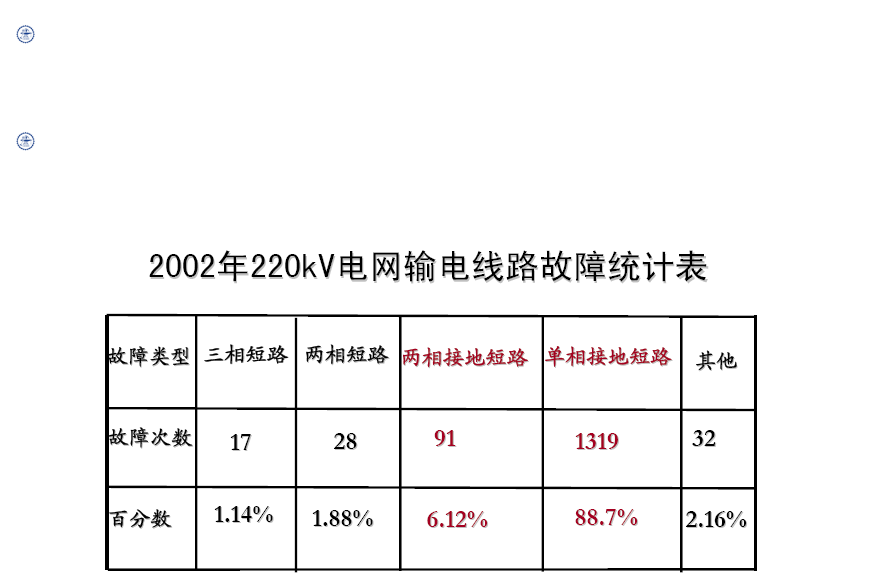 2002年220kV电网输电线路故障统计表
故障类型 三相短路 两相短路 两相接地短路 单相接地短路 其他
故障次数 17 28 91 1319 32
百分数 1.14% 1.88% 6.12% 88.7% 2.16%